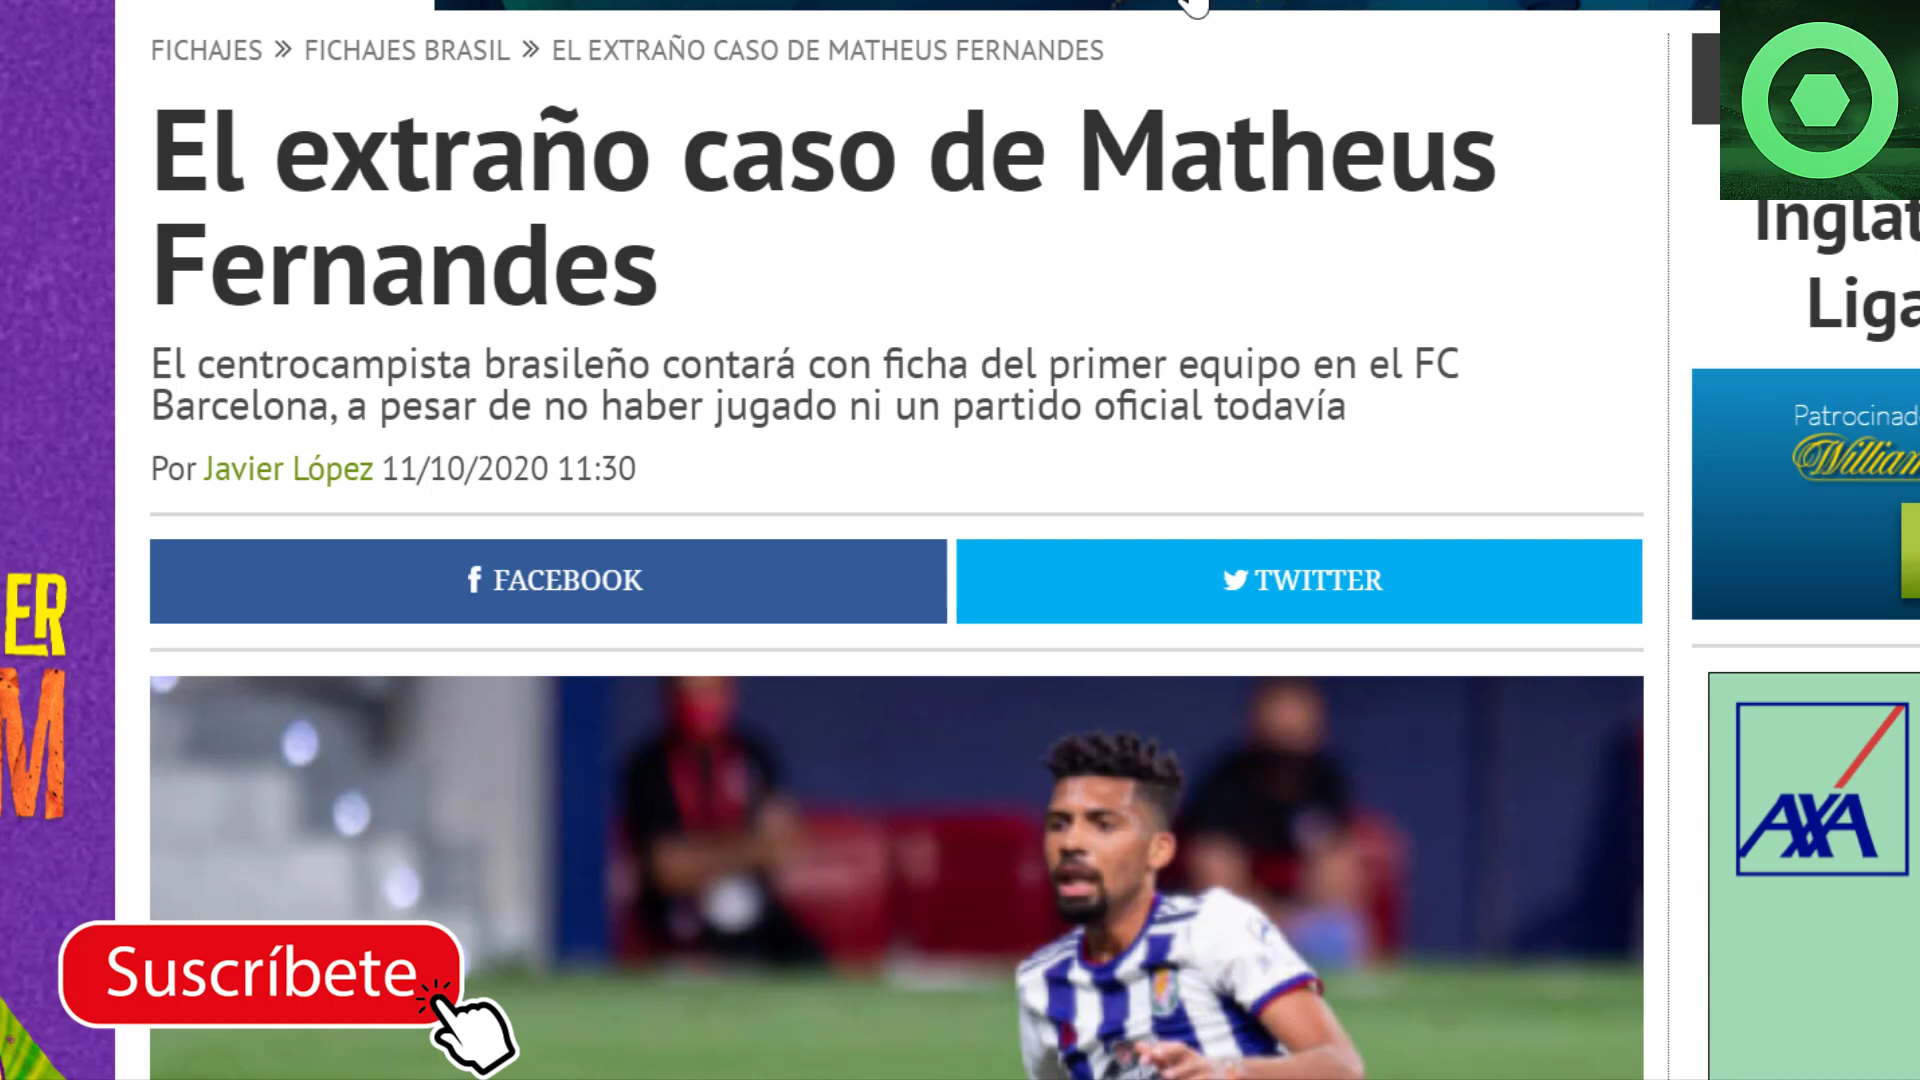 FICHAJES » FICHAJES BRASIL » EL EXTRAÑO CASO DE MATHEUS FERNANDES
El extraño caso de Matheus
Fernandes
El centrocampista brasileño contará con ficha del primer equipo en el FC
Barcelona, a pesar de no haber jugado ni un partido oficial todavía
Por Javier López 11/10/2020 11:30
FACEBOOK
TWITTER
Liga
AXA
ER
M
Suscríbete